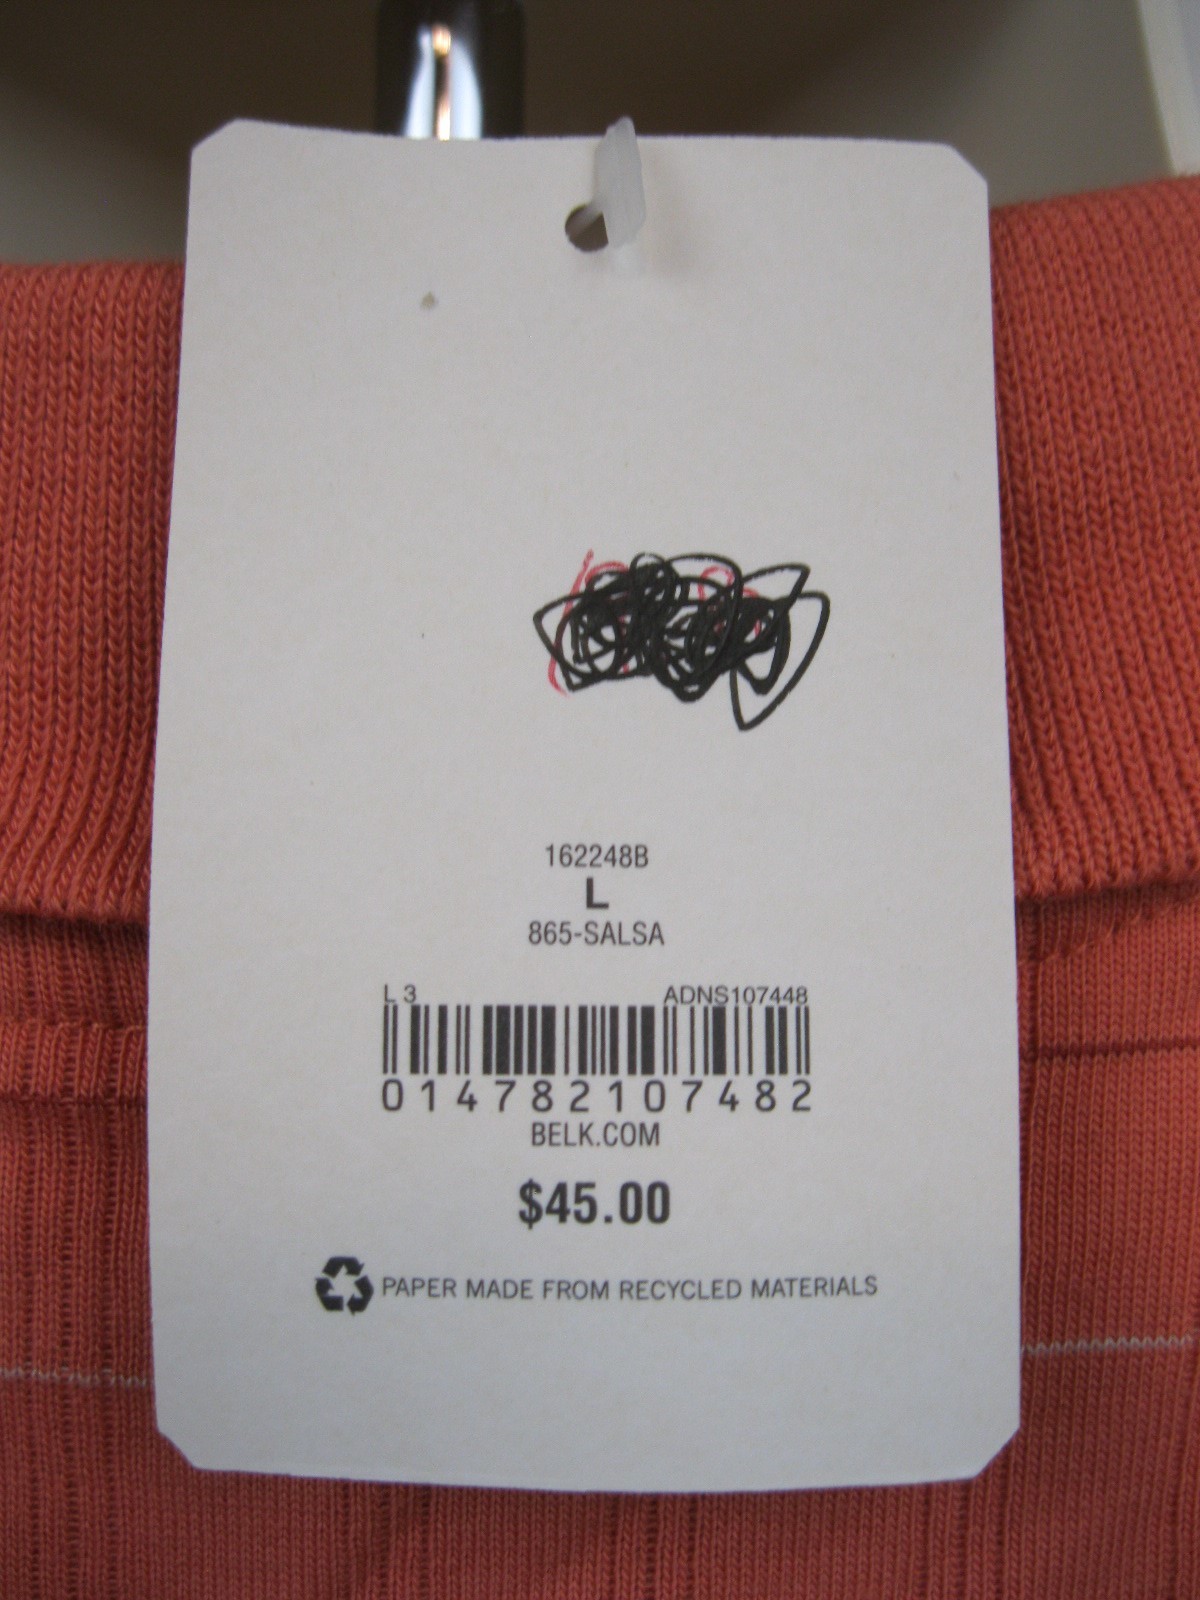 162248B
L
865-SALSA
L 3 ADNS107448
014782107482
BELK.COM
$45.00
PAPER MADE FROM RECYCLED MATERIALS